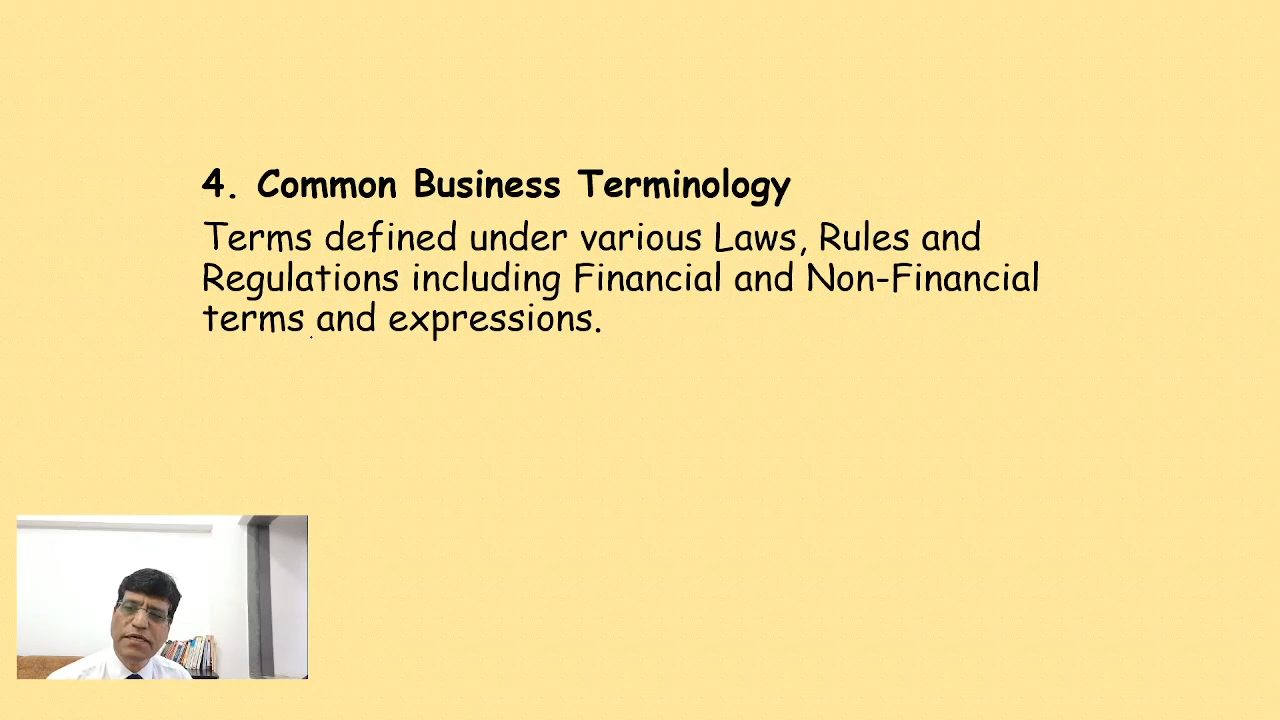 4. Common Business Terminology
Terms defined under various Laws, Rules and
Regulations including Financial and Non-Financial
terms and expressions.